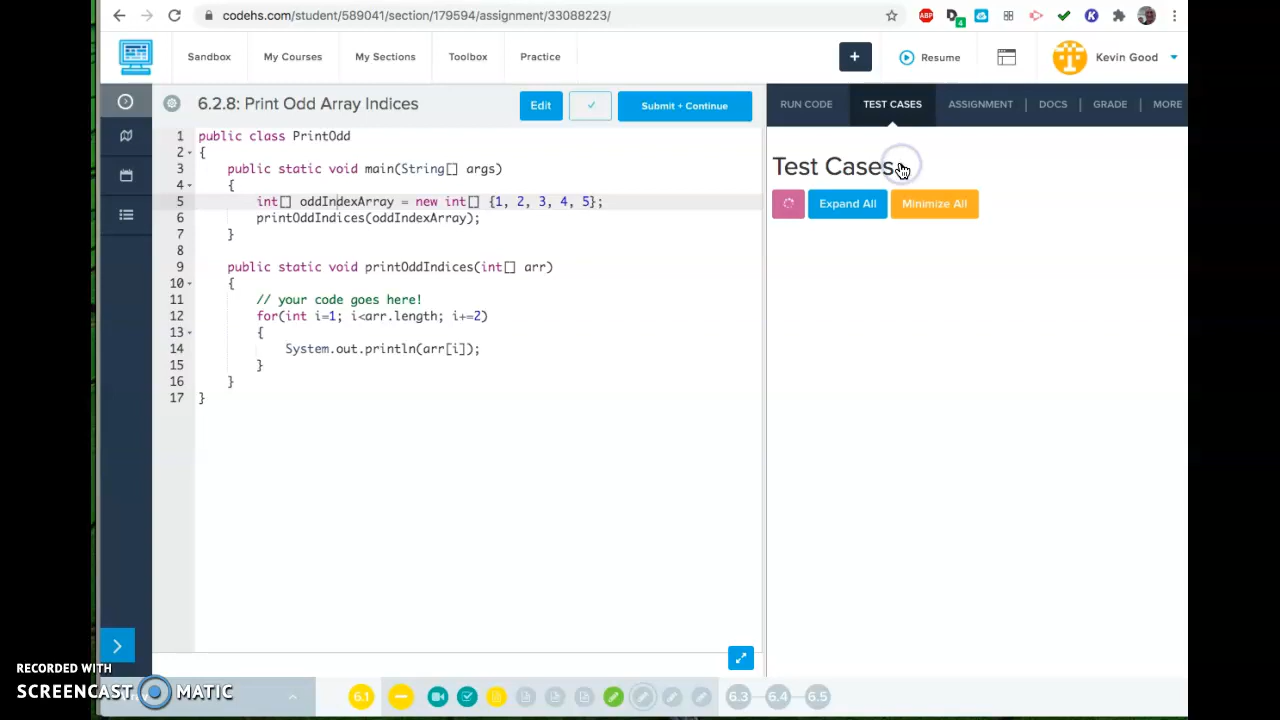 codehs.com/student/589041/section/179594/assignment/33088223/
ABP
4
K
Sandbox
My Courses
My Sections
Toolbox
Practice
+
Resume
Kevin Good
6.2.8: Print Odd Array Indices
Edit
Submit + Continue
RUN CODE
TEST CASES
ASSIGNMENT
DOCS
GRADE
MORE
1 public class PrintOdd
2 {
3 public static void main(String[] args)
4 {
5 int[] oddIndexArray = new int[] {1, 2, 3, 4, 5};
6 printOddIndices(oddIndexArray);
7 }
8
9 public static void printOddIndices(int[] arr)
10 {
11 // your code goes here!
12 for(int i=1; i<arr.length; i+=2)
13 {
14 System.out.println(arr[i]);
15 }
16 }
17 }
Test Cases
Expand All
Minimize All
RECORDED WITH
SCREENCAST MATIC
6.1
6.3
6.4
6.5